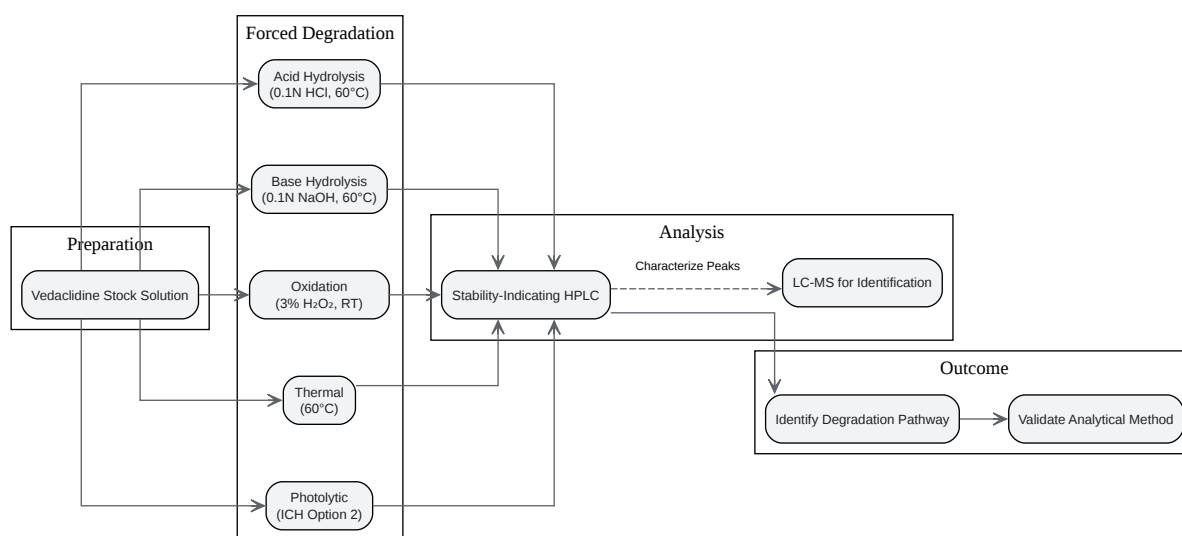 Forced Degradation
Acid Hydrolysis
(0.1N HCl, 60°C)
Base Hydrolysis
(0.1N NaOH, 60°C)
Preparation
Vedaclidine Stock Solution
Oxidation
(3% H₂O₂, RT)
Thermal
(60°C)
Photolytic
(ICH Option 2)
Analysis
Stability-Indicating HPLC
Characterize Peaks
LC-MS for Identification
Outcome
Identify Degradation Pathway
Validate Analytical Method